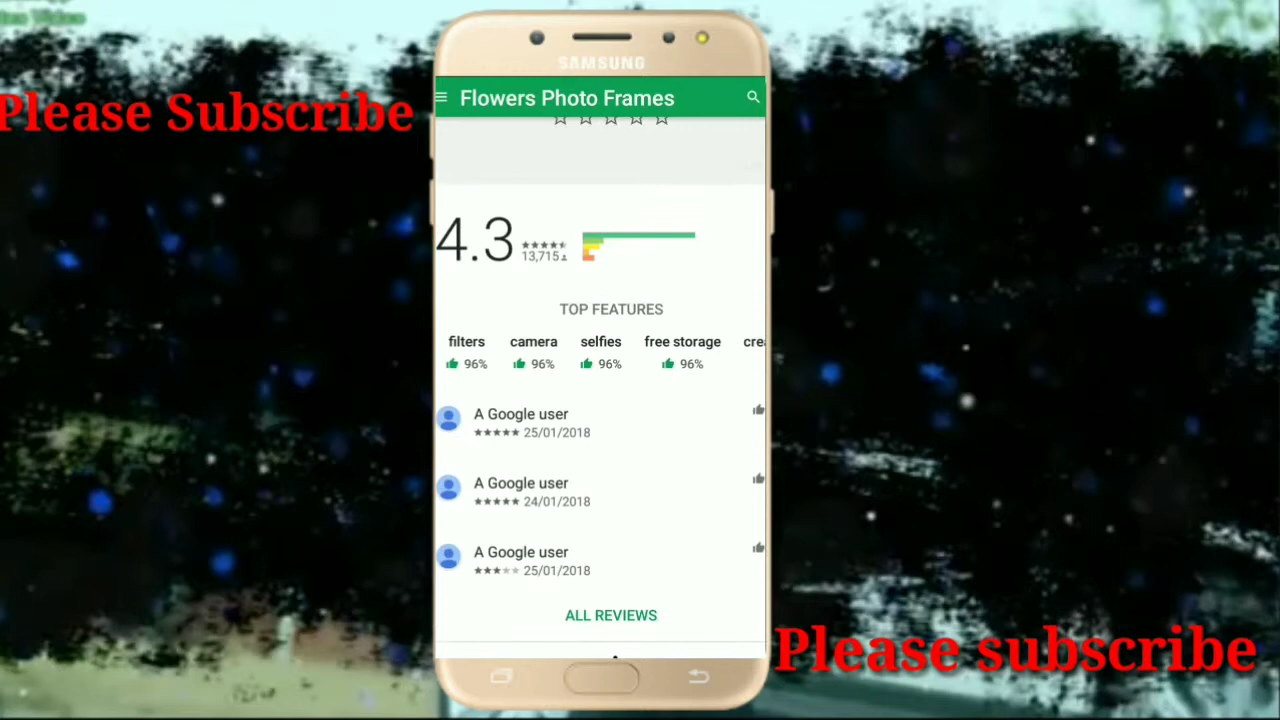 Please Subscribe
SAMSUNG
Flowers Photo Frames
4.3
13,715
TOP FEATURES
filters camera selfies free storage
96% 96% 96% 96%
A Google user
25/01/2018
A Google user
24/01/2018
A Google user
25/01/2018
ALL REVIEWS
Please subscribe